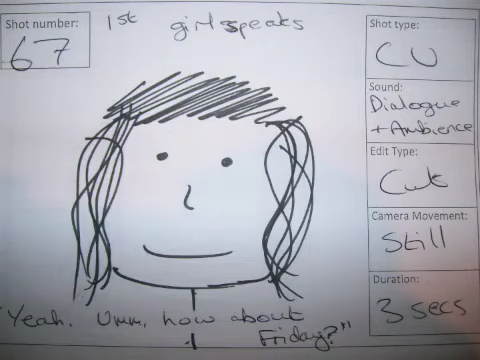 Shot number:
67
1st girl speaks
Shot type:
CU
Sound:
Dialogue
+ Ambience
Edit Type:
Cut
Camera Movement:
Still
Duration:
3 secs
"Yeah. Umm, how about
Friday?"